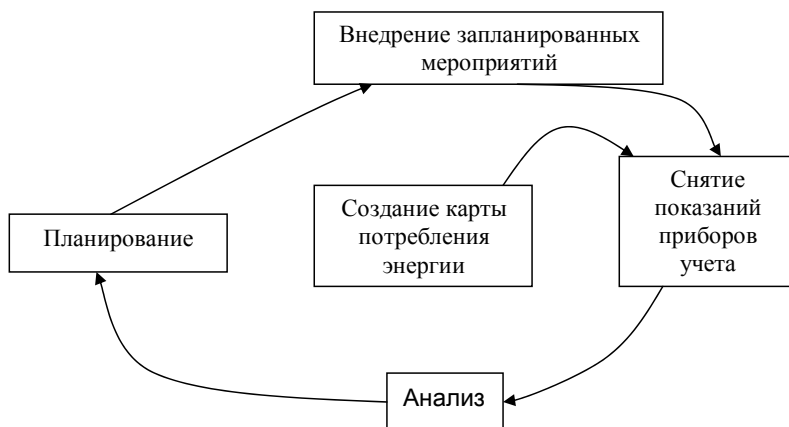 Внедрение запланированных
мероприятий
Снятие
показаний
приборов
учета
Создание карты
потребления
энергии
Планирование
Анализ